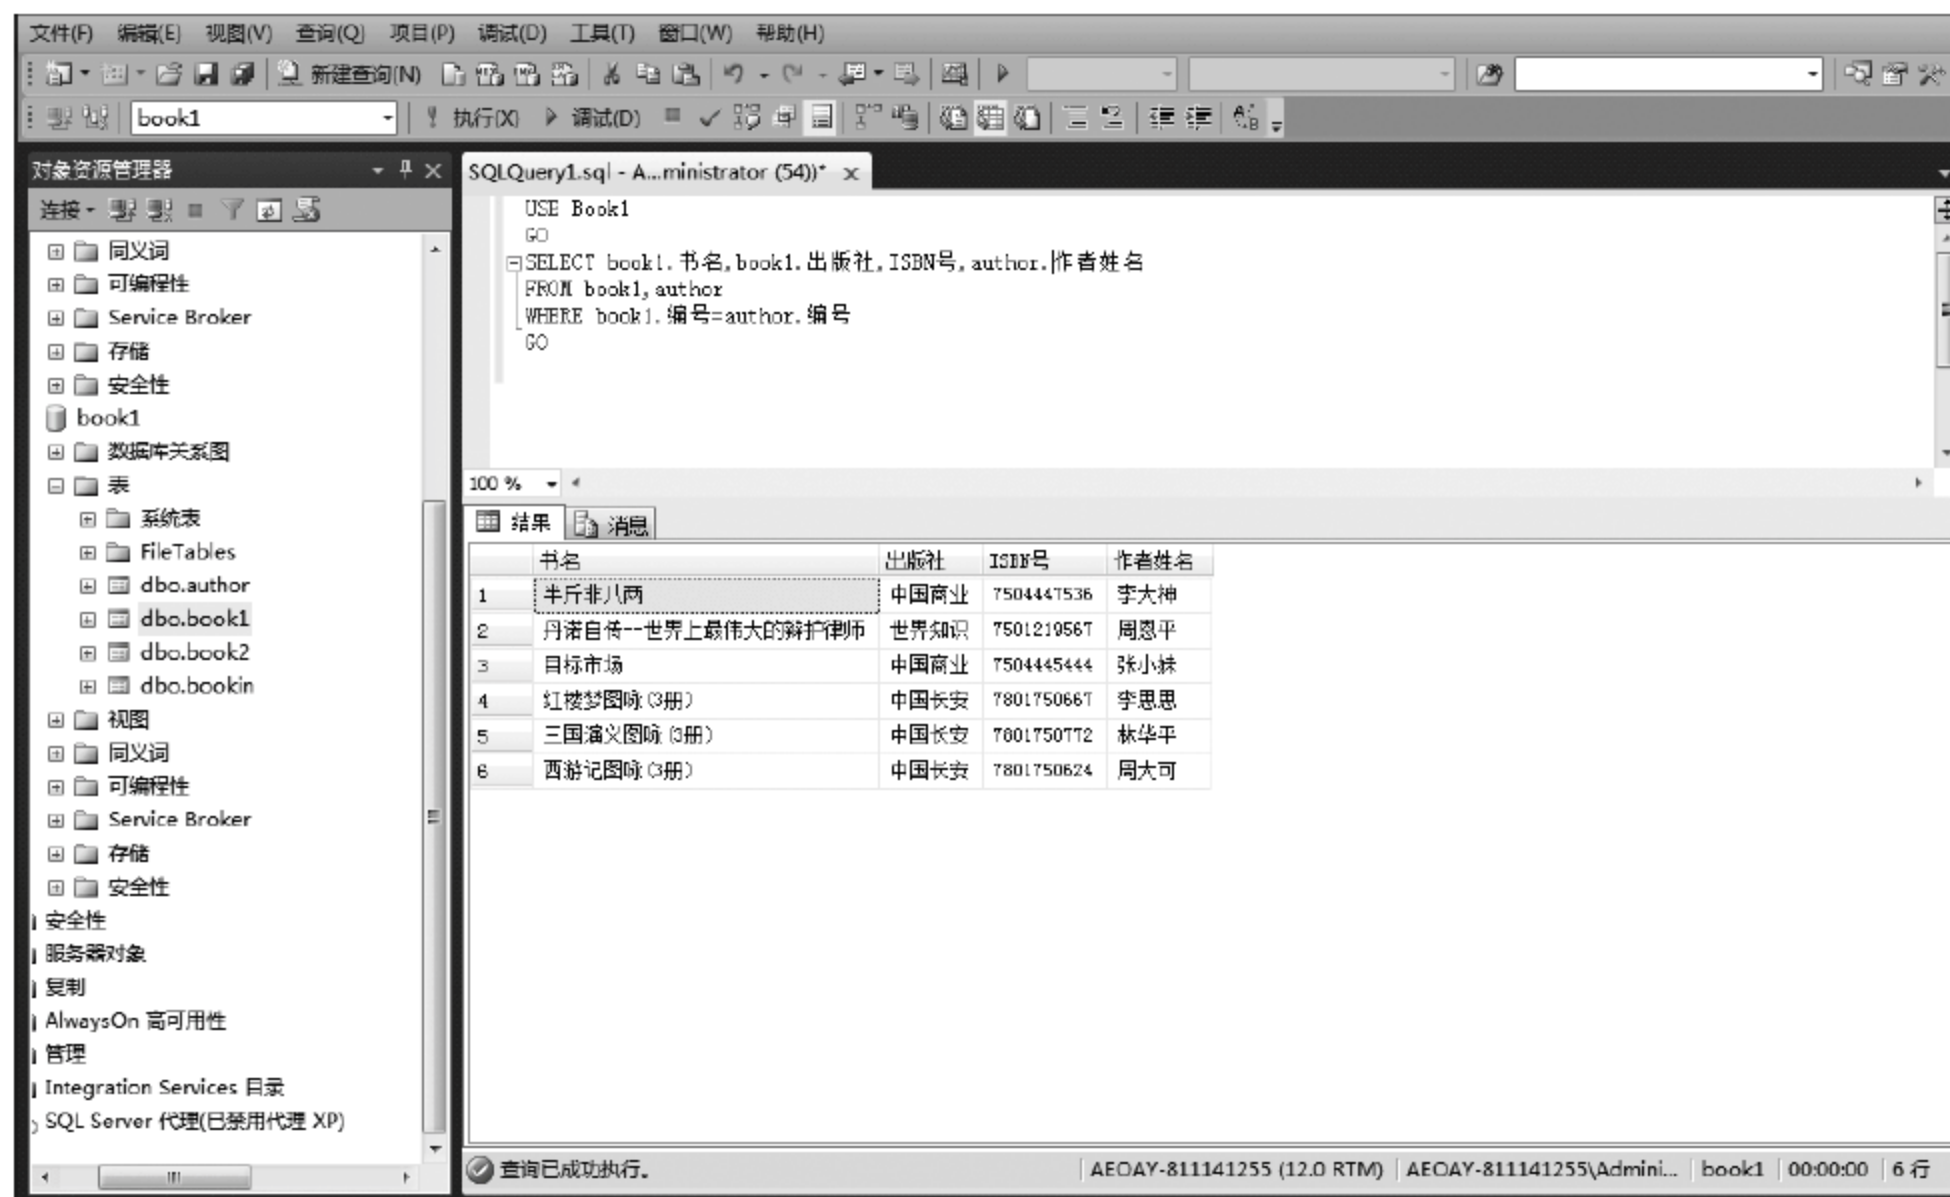 文件(F) 编辑(E) 视图(V) 查询(Q) 项目(P) 调试(D) 工具(T) 窗口(W) 帮助(H)
新建查询(N)
book1 执行(X) 调试(D)
对象资源管理器
连接
同义词
可编程性
Service Broker
存储
安全性
book1
数据库关系图
表
系统表
FileTables
dbo.author
dbo.book1
dbo.book2
dbo.bookin
视图
同义词
可编程性
Service Broker
存储
安全性
安全性
服务器对象
复制
AlwaysOn 高可用性
管理
Integration Services 目录
SQL Server 代理(已禁用代理 XP)
SQLQuery1.sql - A...ministrator (54))*
USE Book1
GO
SELECT book1.书名,book1.出版社,ISBN号,author.作者姓名
FROM book1,author
WHERE book1.编号=author.编号
GO
100 %
结果 消息
书名 出版社 ISBN号 作者姓名
1 半斤非八两 中国商业 7504447536 李大神
2 丹诺自传--世界上最伟大的辩护律师 世界知识 7501219567 周恩平
3 目标市场 中国商业 7504445444 张小妹
4 红楼梦图咏(3册) 中国长安 7801750667 李思思
5 三国演义图咏(3册) 中国长安 7801750772 林华平
6 西游记图咏(3册) 中国长安 7801750624 周大可
查询已成功执行。 AEOAY-811141255 (12.0 RTM) AEOAY-811141255\Admini... book1 00:00:00 6 行